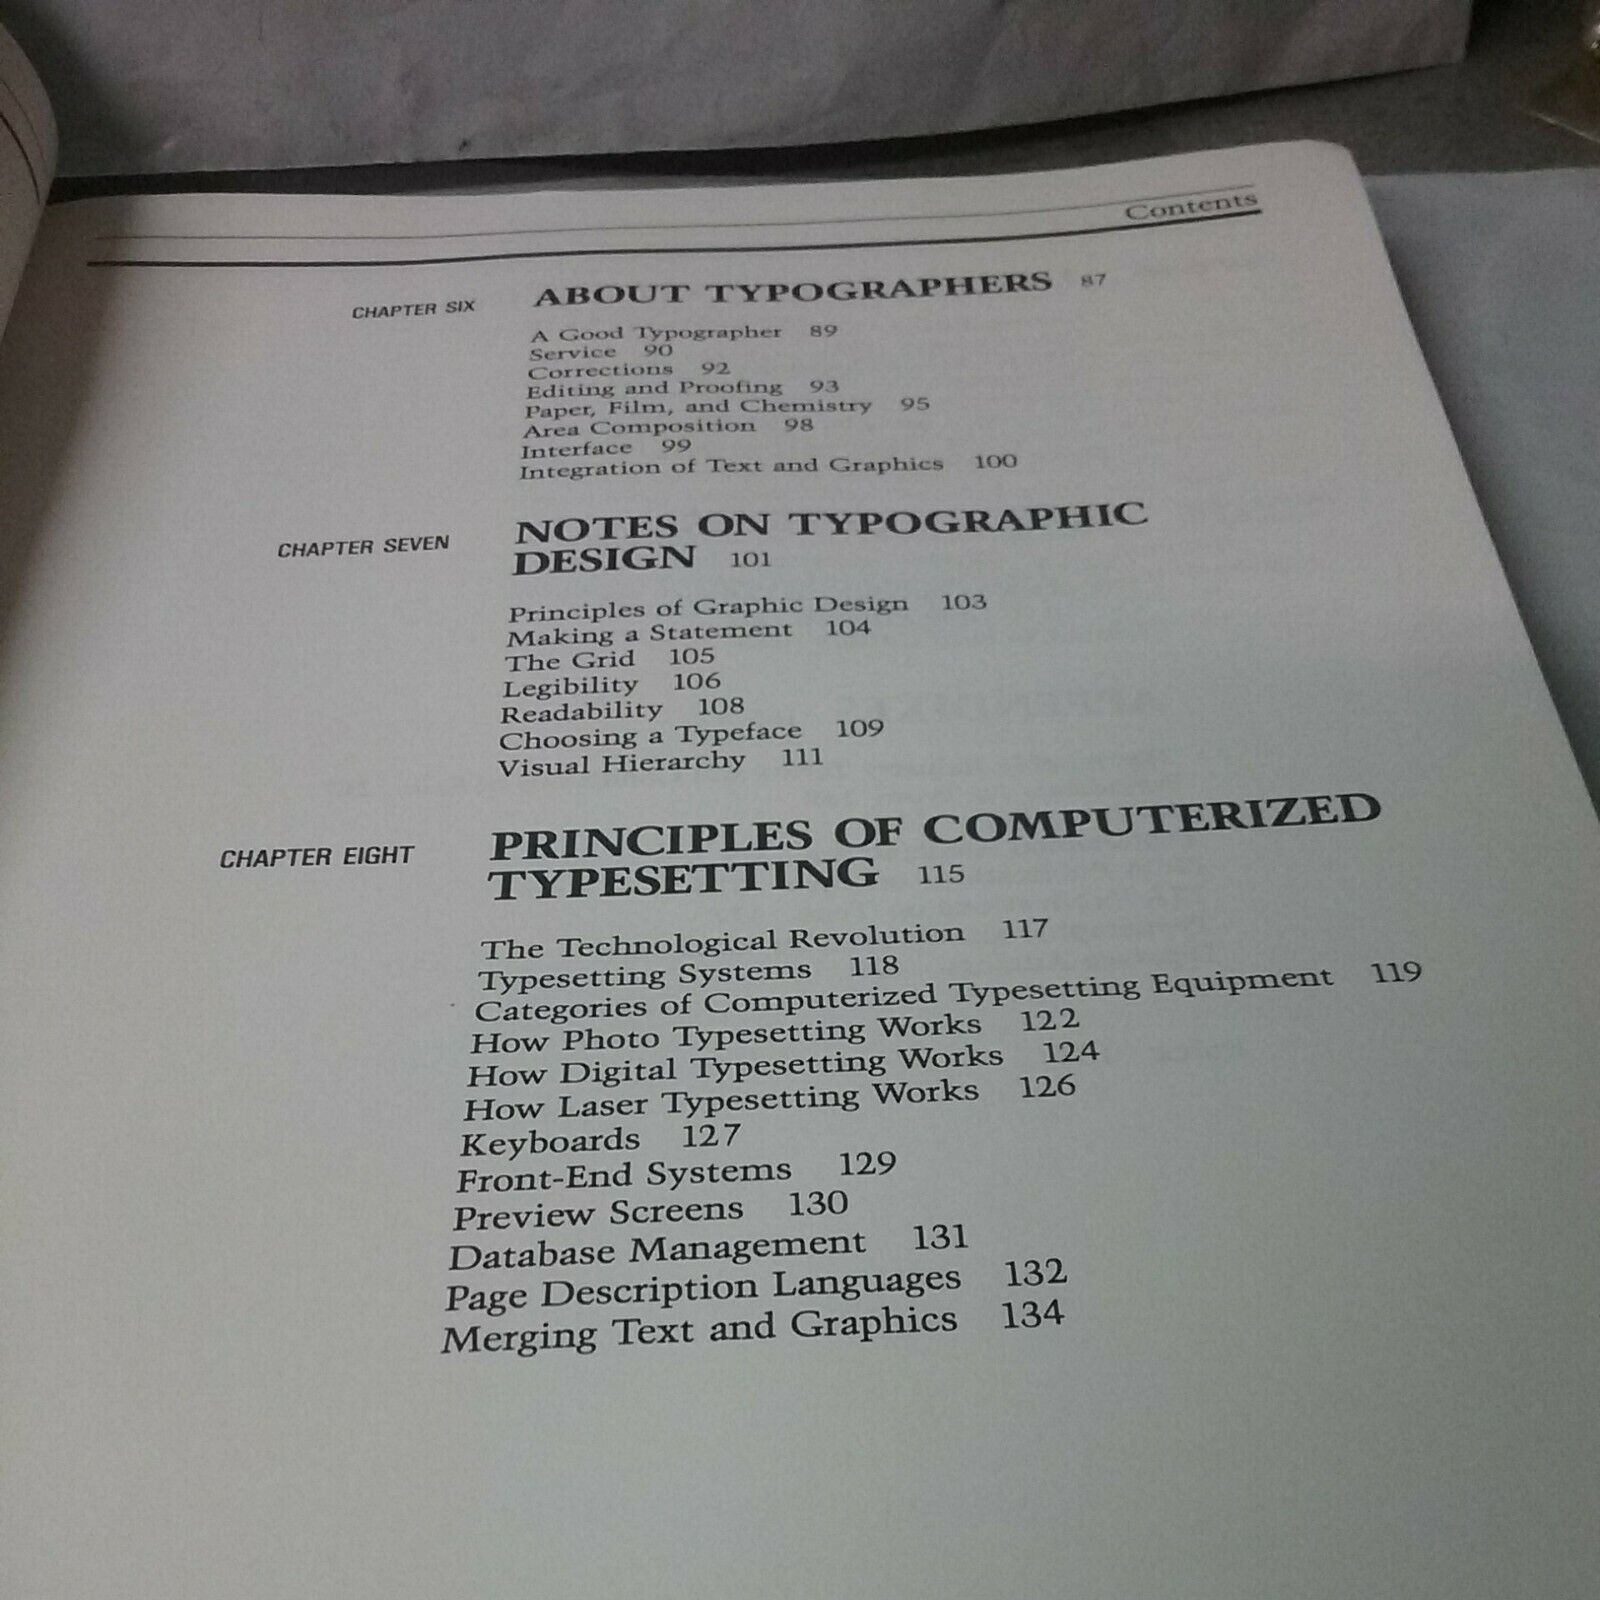 Contents
CHAPTER SIX
ABOUT TYPOGRAPHERS 87
A Good Typographer 89
Service 90
Corrections 92
Editing and Proofing 93
Paper, Film, and Chemistry 95
Area Composition 98
Interface 99
Integration of Text and Graphics 100
CHAPTER SEVEN
NOTES ON TYPOGRAPHIC
DESIGN 101
Principles of Graphic Design 103
Making a Statement 104
The Grid 105
Legibility 106
Readability 108
Choosing a Typeface 109
Visual Hierarchy 111
CHAPTER EIGHT
PRINCIPLES OF COMPUTERIZED
TYPESETTING 115
The Technological Revolution 117
Typesetting Systems 118
Categories of Computerized Typesetting Equipment 119
How Photo Typesetting Works 122
How Digital Typesetting Works 124
How Laser Typesetting Works 126
Keyboards 127
Front-End Systems 129
Preview Screens 130
Database Management 131
Page Description Languages 132
Merging Text and Graphics 134